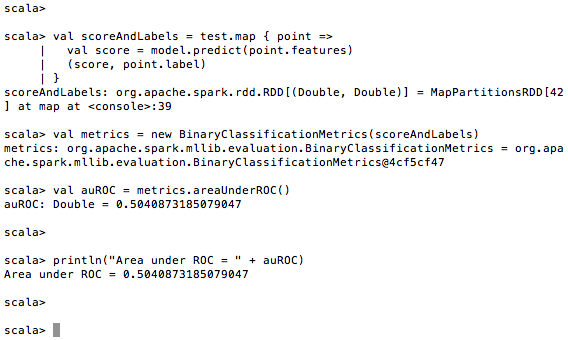 scala>
scala> val scoreAndLabels = test.map { point =>
     |   val score = model.predict(point.features)
     |   (score, point.label)
     | }
scoreAndLabels: org.apache.spark.rdd.RDD[(Double, Double)] = MapPartitionsRDD[42
] at map at <console>:39
scala> val metrics = new BinaryClassificationMetrics(scoreAndLabels)
metrics: org.apache.spark.mllib.evaluation.BinaryClassificationMetrics = org.apa
che.spark.mllib.evaluation.BinaryClassificationMetrics@4cf5cf47
scala> val auROC = metrics.areaUnderROC()
auROC: Double = 0.5040873185079047
scala>
scala> println("Area under ROC = " + auROC)
Area under ROC = 0.5040873185079047
scala>
scala>